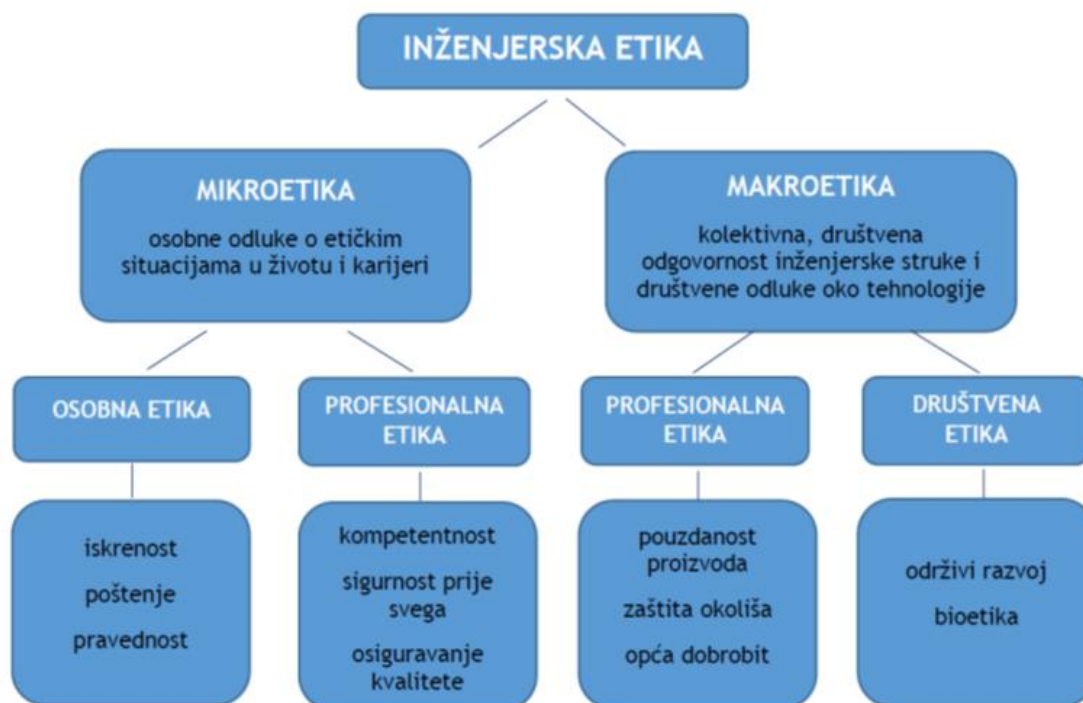 INŽENJERSKA ETIKA
MIKROETIKA
osobne odluke o etičkim
situacijama u životu i karijeri
MAKROETIKA
kolektivna, društvena
odgovornost inženjerske struke i
društvene odluke oko tehnologije
OSOBNA ETIKA
PROFESIONALNA
ETIKA
PROFESIONALNA
ETIKA
DRUŠTVENA
ETIKA
iskrenost
poštenje
pravednost
kompetentnost
sigurnost prije
svega
osiguravanje
kvalitete
pouzdanost
proizvoda
zaštita okoliša
opća dobrobit
održivi razvoj
bioetika